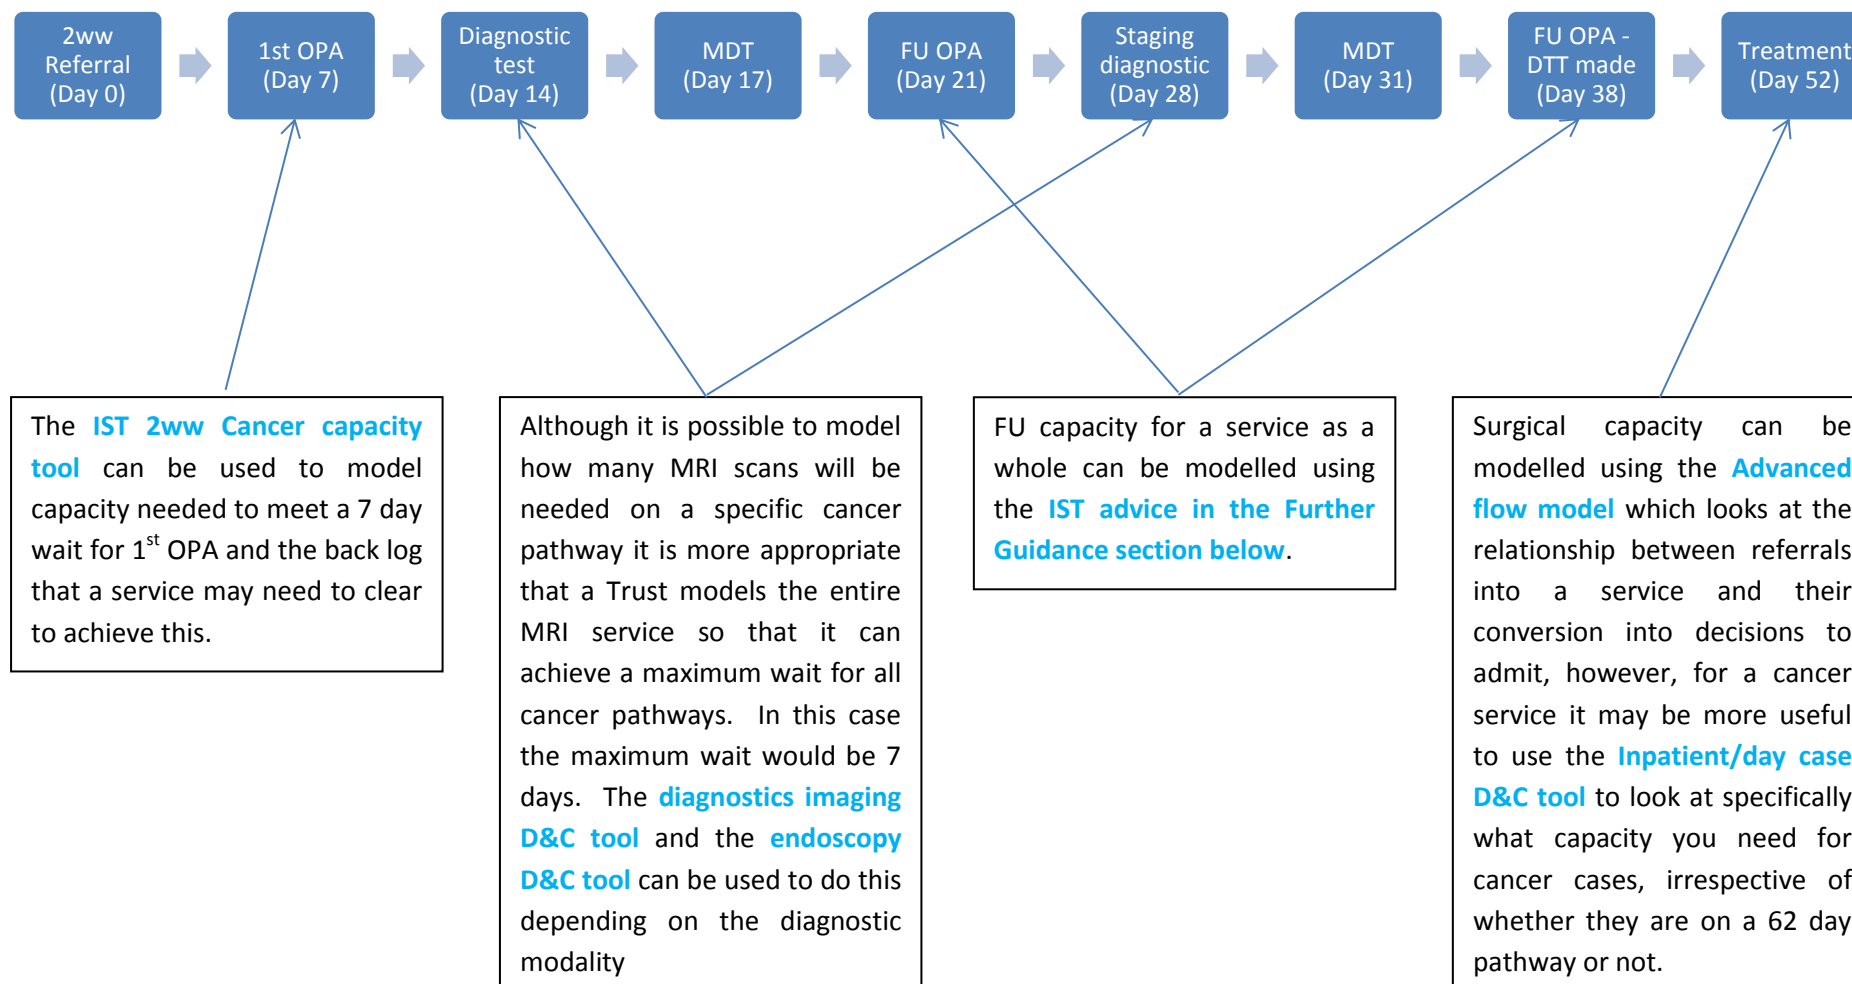 2ww
Referral
(Day 0)
1st OPA
(Day 7)
Diagnostic
test
(Day 14)
MDT
(Day 17)
FU OPA
(Day 21)
Staging
diagnostic
(Day 28)
MDT
(Day 31)
FU OPA -
DTT made
(Day 38)
Treatment
(Day 52)
The IST 2ww Cancer capacity
tool can be used to model
capacity needed to meet a 7 day
wait for 1st OPA and the back log
that a service may need to clear
to achieve this.
Although it is possible to model
how many MRI scans will be
needed on a specific cancer
pathway it is more appropriate
that a Trust models the entire
MRI service so that it can
achieve a maximum wait for all
cancer pathways. In this case
the maximum wait would be 7
days. The diagnostics imaging
D&C tool and the endoscopy
D&C tool can be used to do this
depending on the diagnostic
modality
FU capacity for a service as a
whole can be modelled using
the IST advice in the Further
Guidance section below.
Surgical capacity can be
modelled using the Advanced
flow model which looks at the
relationship between referrals
into a service and their
conversion into decisions to
admit, however, for a cancer
service it may be more useful
to use the Inpatient/day case
D&C tool to look at specifically
what capacity you need for
cancer cases, irrespective of
whether they are on a 62 day
pathway or not.